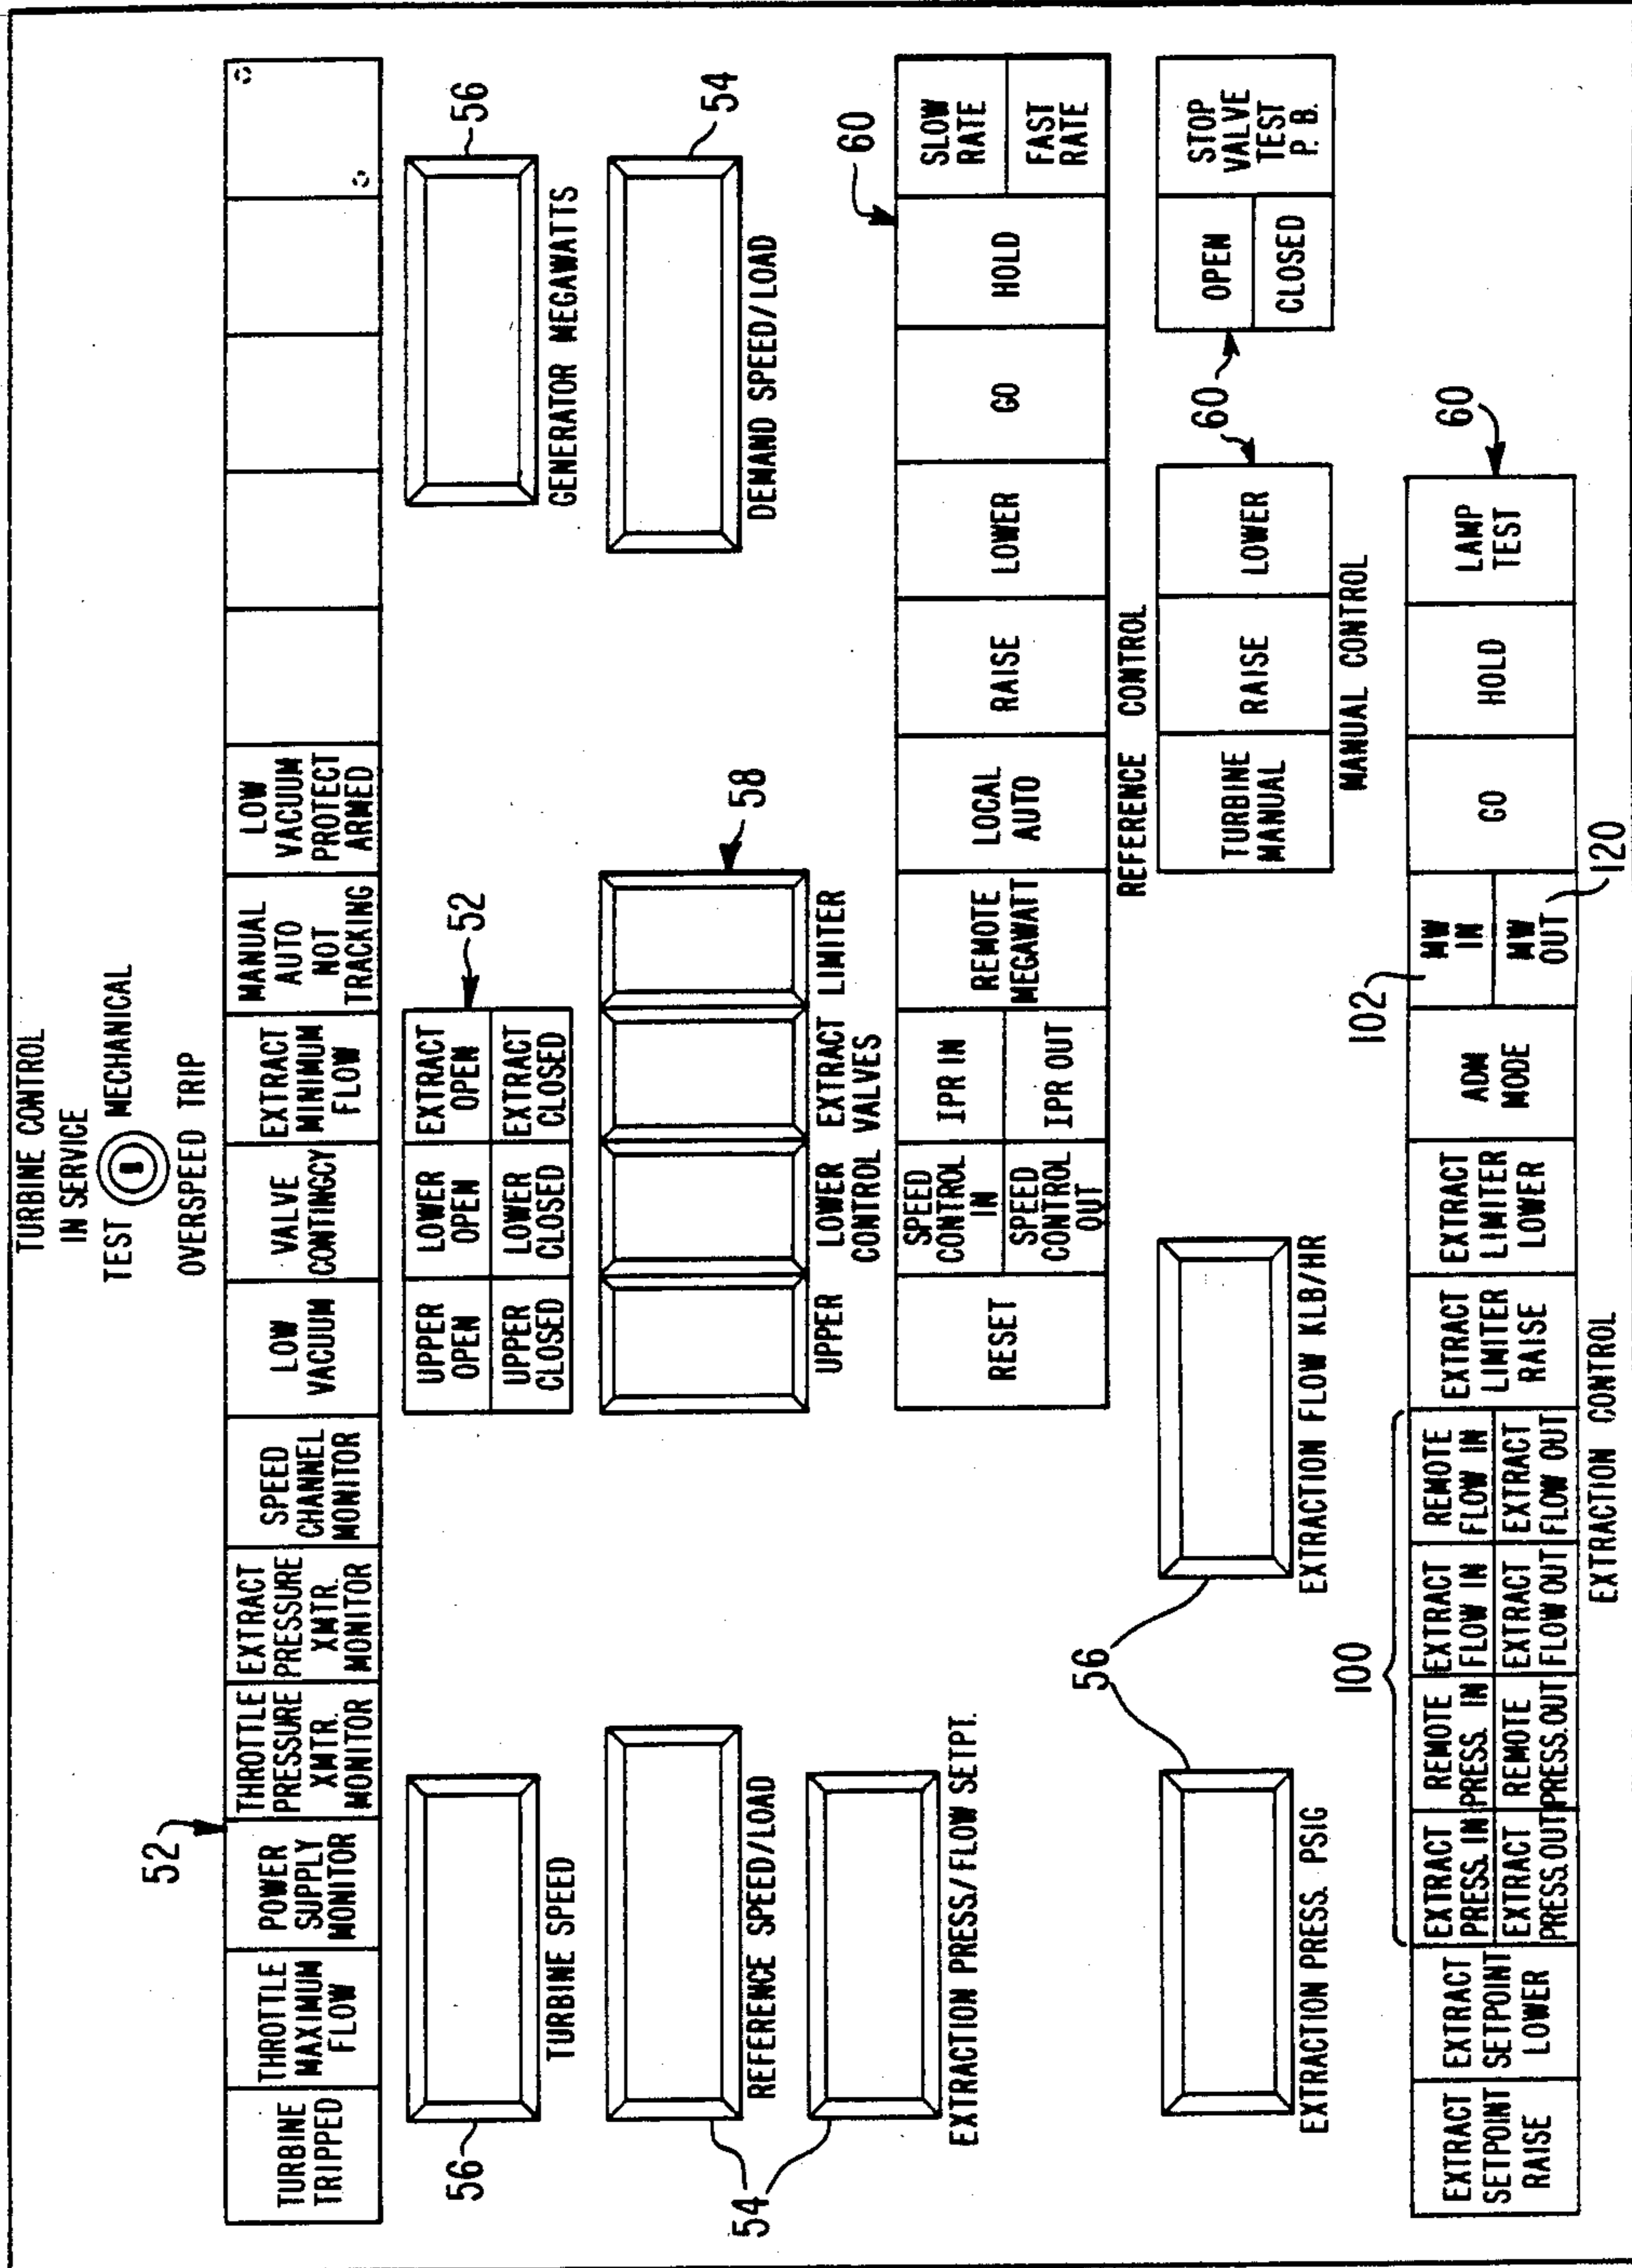 TURBINE CONTROL
IN SERVICE
TEST
MECHANICAL
OVERSPEED TRIP
52
TURBINE
TRIPPED
THROTTLE
MAXIMUM
FLOW
POWER
SUPPLY
MONITOR
THROTTLE
PRESSURE
XMTR.
MONITOR
EXTRACT
PRESSURE
XMTR.
MONITOR
SPEED
CHANNEL
MONITOR
LOW
VACUUM
VALVE
CONTINGCY
EXTRACT
MINIMUM
FLOW
MANUAL
AUTO
NOT
TRACKING
LOW
VACUUM
PROTECT
ARMED
56
TURBINE SPEED
UPPER
OPEN
LOWER
OPEN
EXTRACT
OPEN
UPPER
CLOSED
LOWER
CLOSED
EXTRACT
CLOSED
52
56
GENERATOR MEGAWATTS
54
REFERENCE SPEED/LOAD
58
54
DEMAND SPEED/LOAD
UPPER LOWER EXTRACT LIMITER
CONTROL VALVES
EXTRACTION PRESS./FLOW SETPT.
60
RESET
SPEED
CONTROL
IN
SPEED
CONTROL
OUT
IPR IN
IPR OUT
REMOTE
MEGAWATT
LOCAL
AUTO
RAISE
LOWER
GO
HOLD
SLOW
RATE
FAST
RATE
REFERENCE CONTROL
56
EXTRACTION PRESS. PSIG
EXTRACTION FLOW KLB/HR
TURBINE
MANUAL
RAISE
LOWER
60
MANUAL CONTROL
OPEN
CLOSED
STOP
VALVE
TEST
P. B.
100
102
60
EXTRACT
SETPOINT
RAISE
EXTRACT
SETPOINT
LOWER
EXTRACT
PRESS. IN
EXTRACT
PRESS.OUT
REMOTE
PRESS. IN
REMOTE
PRESS.OUT
EXTRACT
FLOW IN
EXTRACT
FLOW OUT
REMOTE
FLOW IN
EXTRACT
FLOW OUT
EXTRACT
LIMITER
RAISE
EXTRACT
LIMITER
LOWER
ADM
MODE
MW
IN
MW
OUT
GO
HOLD
LAMP
TEST
120
EXTRACTION CONTROL